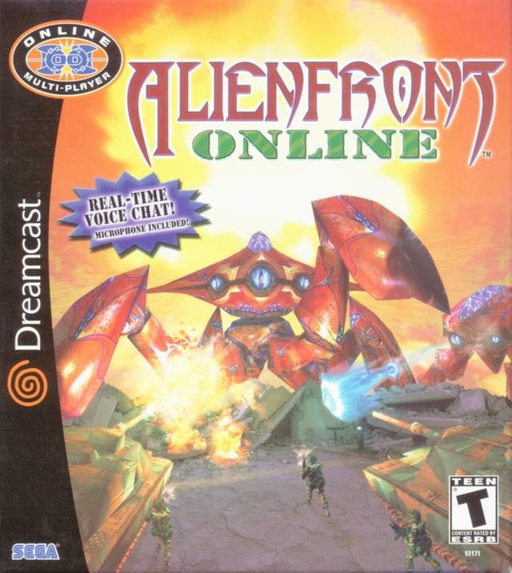 ONLINE
MULTI-PLAYER
ALIENFRONT
ONLINE
TM
REAL-TIME
VOICE CHAT!
MICROPHONE INCLUDED!
Dreamcast
TEEN
T
CONTENT RATED BY
ESRB
SEGA
51171